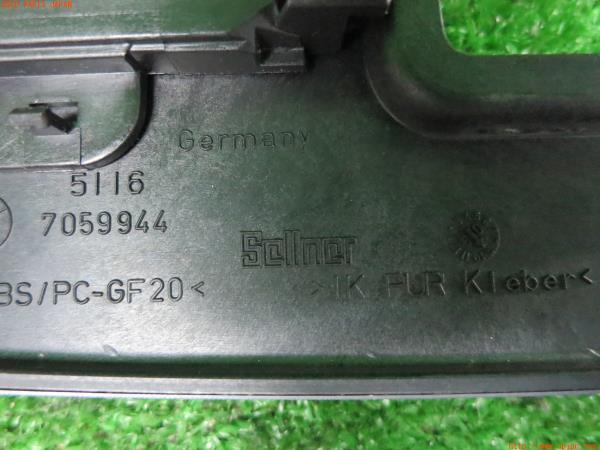 Germany
5116
7059944
Sellner
BS/PC-GF20<
>1K PUR Kleber<